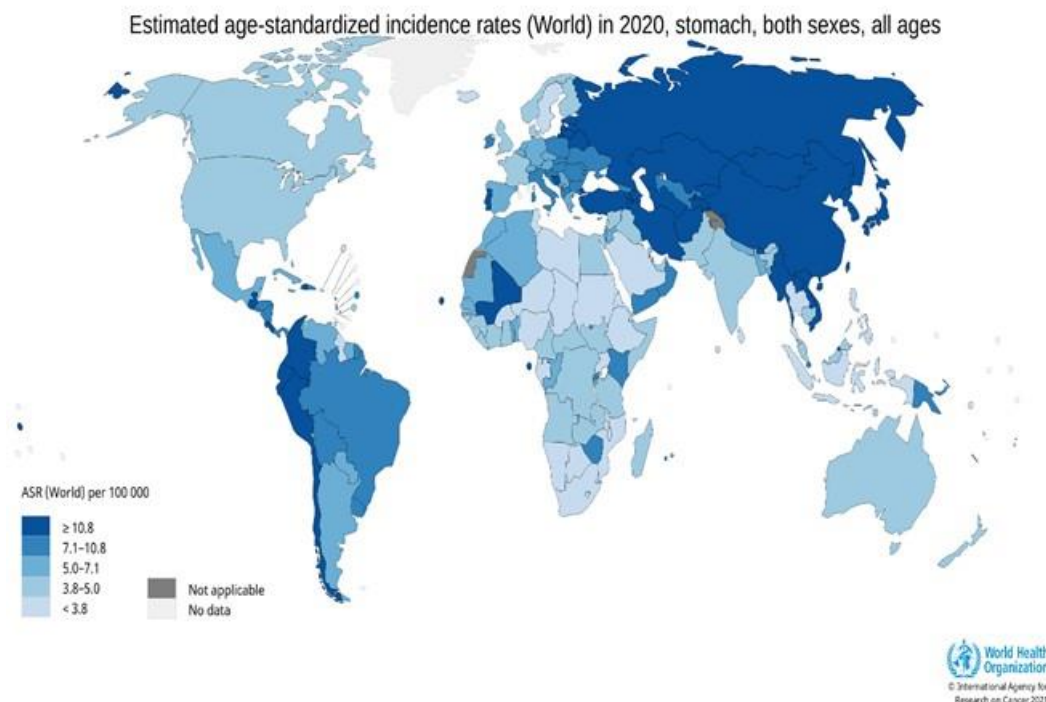 Estimated age-standardized incidence rates (World) in 2020, stomach, both sexes, all ages
ASR (World) per 100 000
≥ 10.8
7.1–10.8
5.0–7.1
3.8–5.0
< 3.8
Not applicable
No data
World Health
Organization
© International Agency for
Research on Cancer